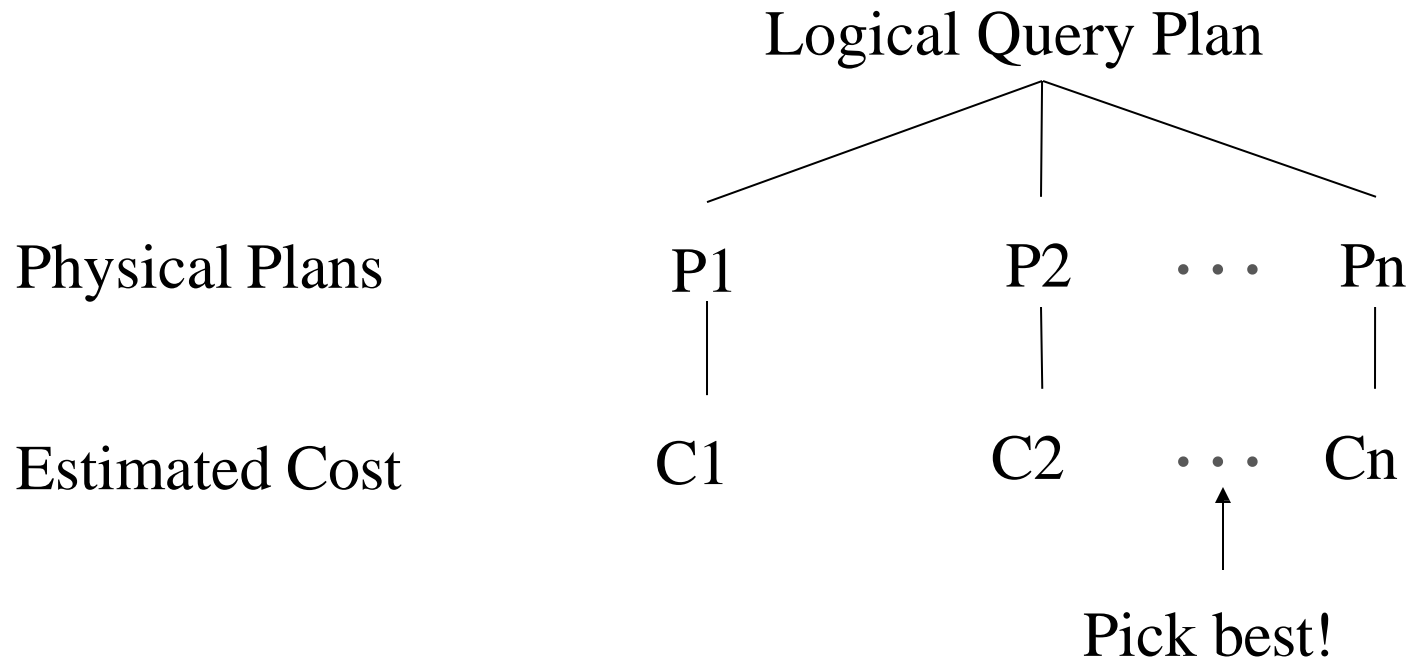 Logical Query Plan
Physical Plans P1 P2 • • • Pn
Estimated Cost C1 C2 • • • Cn
Pick best!